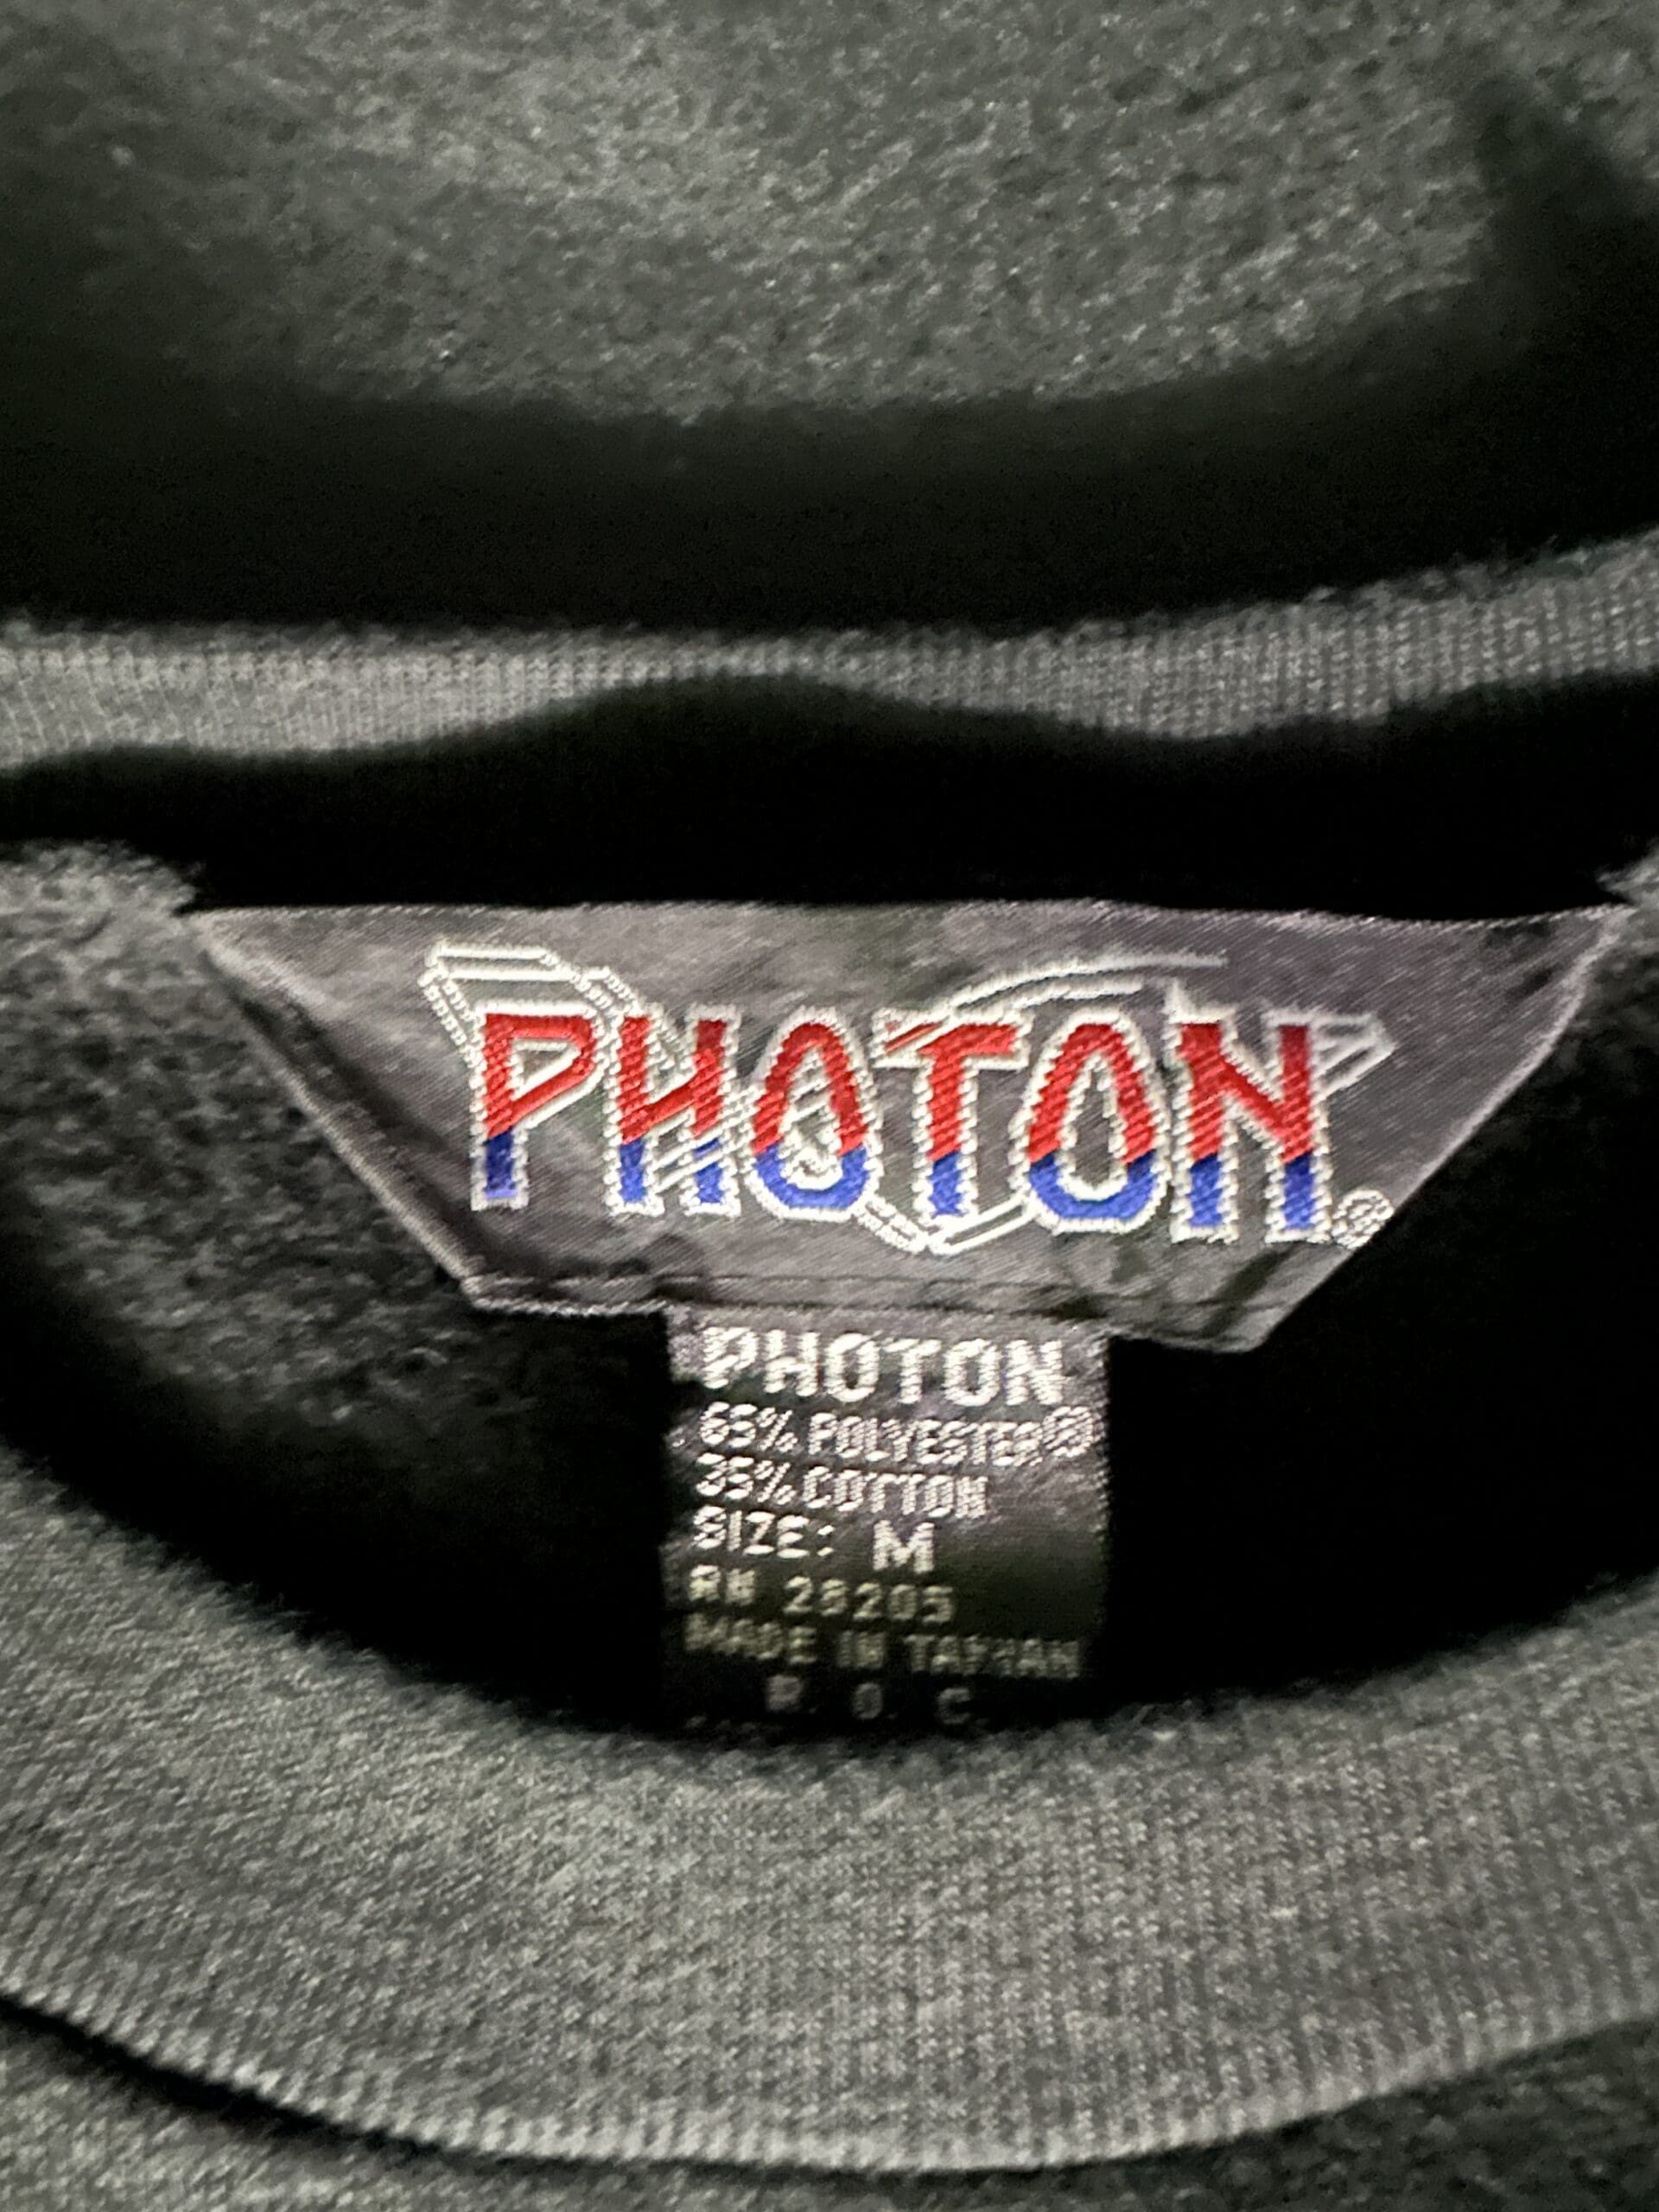 PHOTON®
PHOTON
65% POLYESTER®
35% COTTON
SIZE: M
RN 28205
MADE IN TAIWAN
R. O. C.